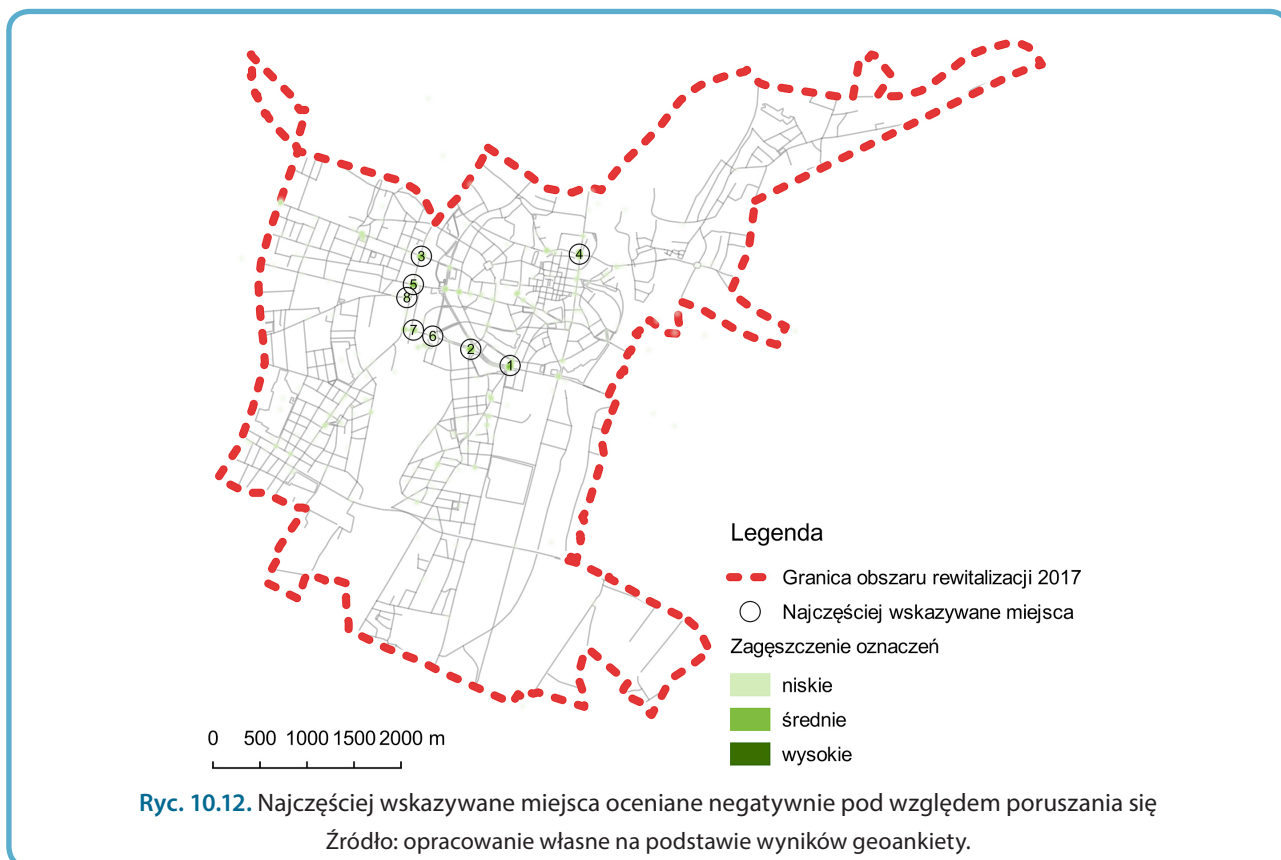 3
4
5
8
7
6
2
1
Legenda
Granica obszaru rewitalizacji 2017
Najczęściej wskazywane miejsca
Zagęszczenie oznaczeń
niskie
średnie
wysokie
0 500 1000 1500 2000 m
Ryc. 10.12. Najczęściej wskazywane miejsca oceniane negatywnie pod względem poruszania się
Źródło: opracowanie własne na podstawie wyników geoankiety.